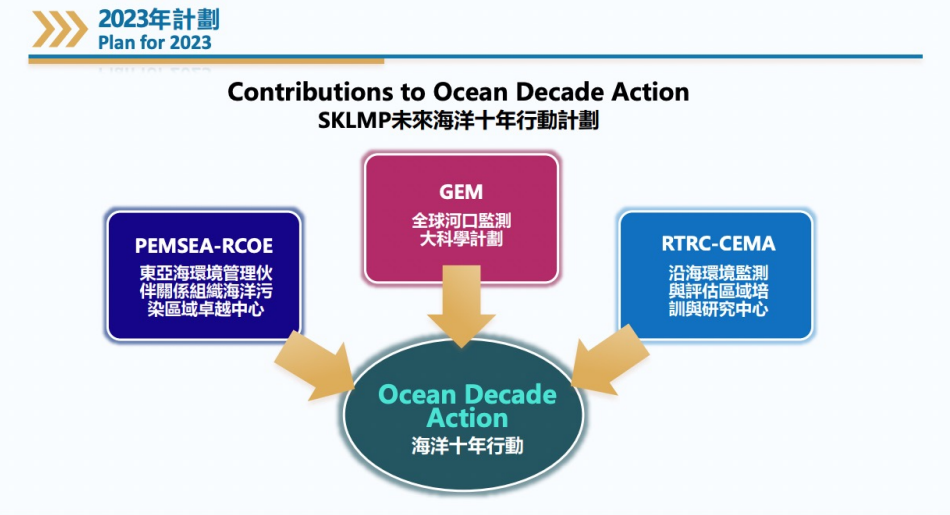 2023年計劃
Plan for 2023
Contributions to Ocean Decade Action
SKLMP未來海洋十年行動計劃
GEM
全球河口監測
大科學計劃
PEMSEA-RCOE
東亞海環境管理伙
伴關係組織海洋污
染區域卓越中心
RTRC-CEMA
沿海環境監測
與評估區域培
訓與研究中心
Ocean Decade
Action
海洋十年行動